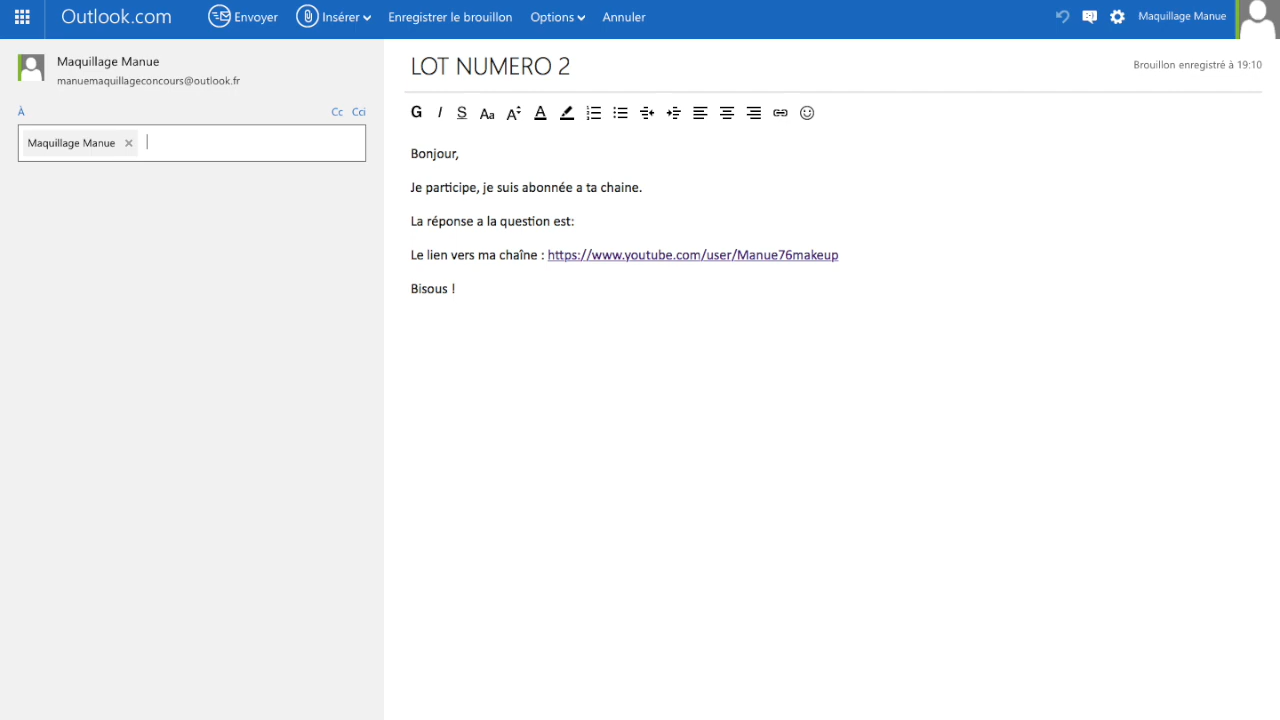 Outlook.com Envoyer Insérer Enregistrer le brouillon Options Annuler Maquillage Manue
Maquillage Manue
manuemaquillageconcours@outlook.fr
À Cc Cci
Maquillage Manue
LOT NUMERO 2
Brouillon enregistré à 19:10
G I S Aa A A
Bonjour,
Je participe, je suis abonnée a ta chaine.
La réponse a la question est:
Le lien vers ma chaîne : https://www.youtube.com/user/Manue76makeup
Bisous !